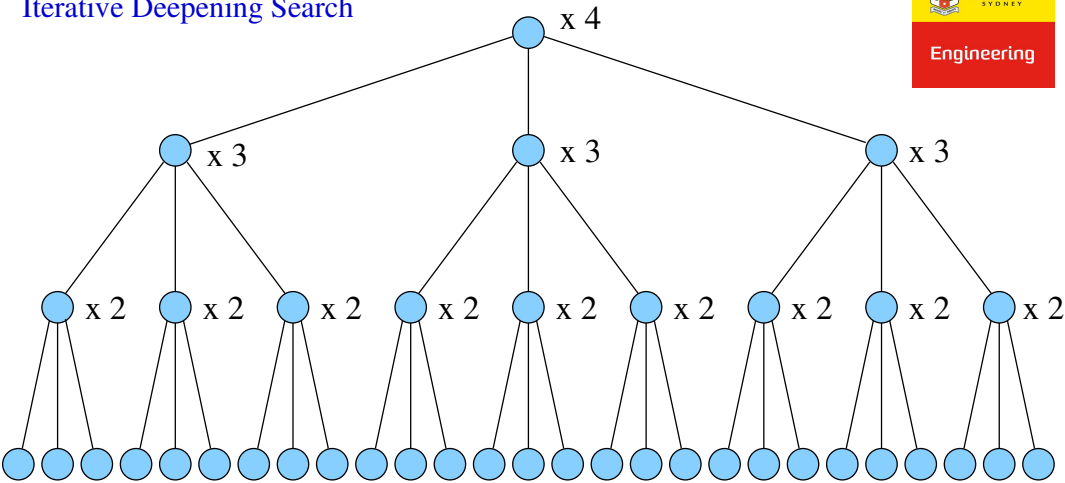 Iterative Deepening Search
SYDNEY
Engineering
x 4
x 3
x 3
x 3
x 2
x 2
x 2
x 2
x 2
x 2
x 2
x 2
x 2